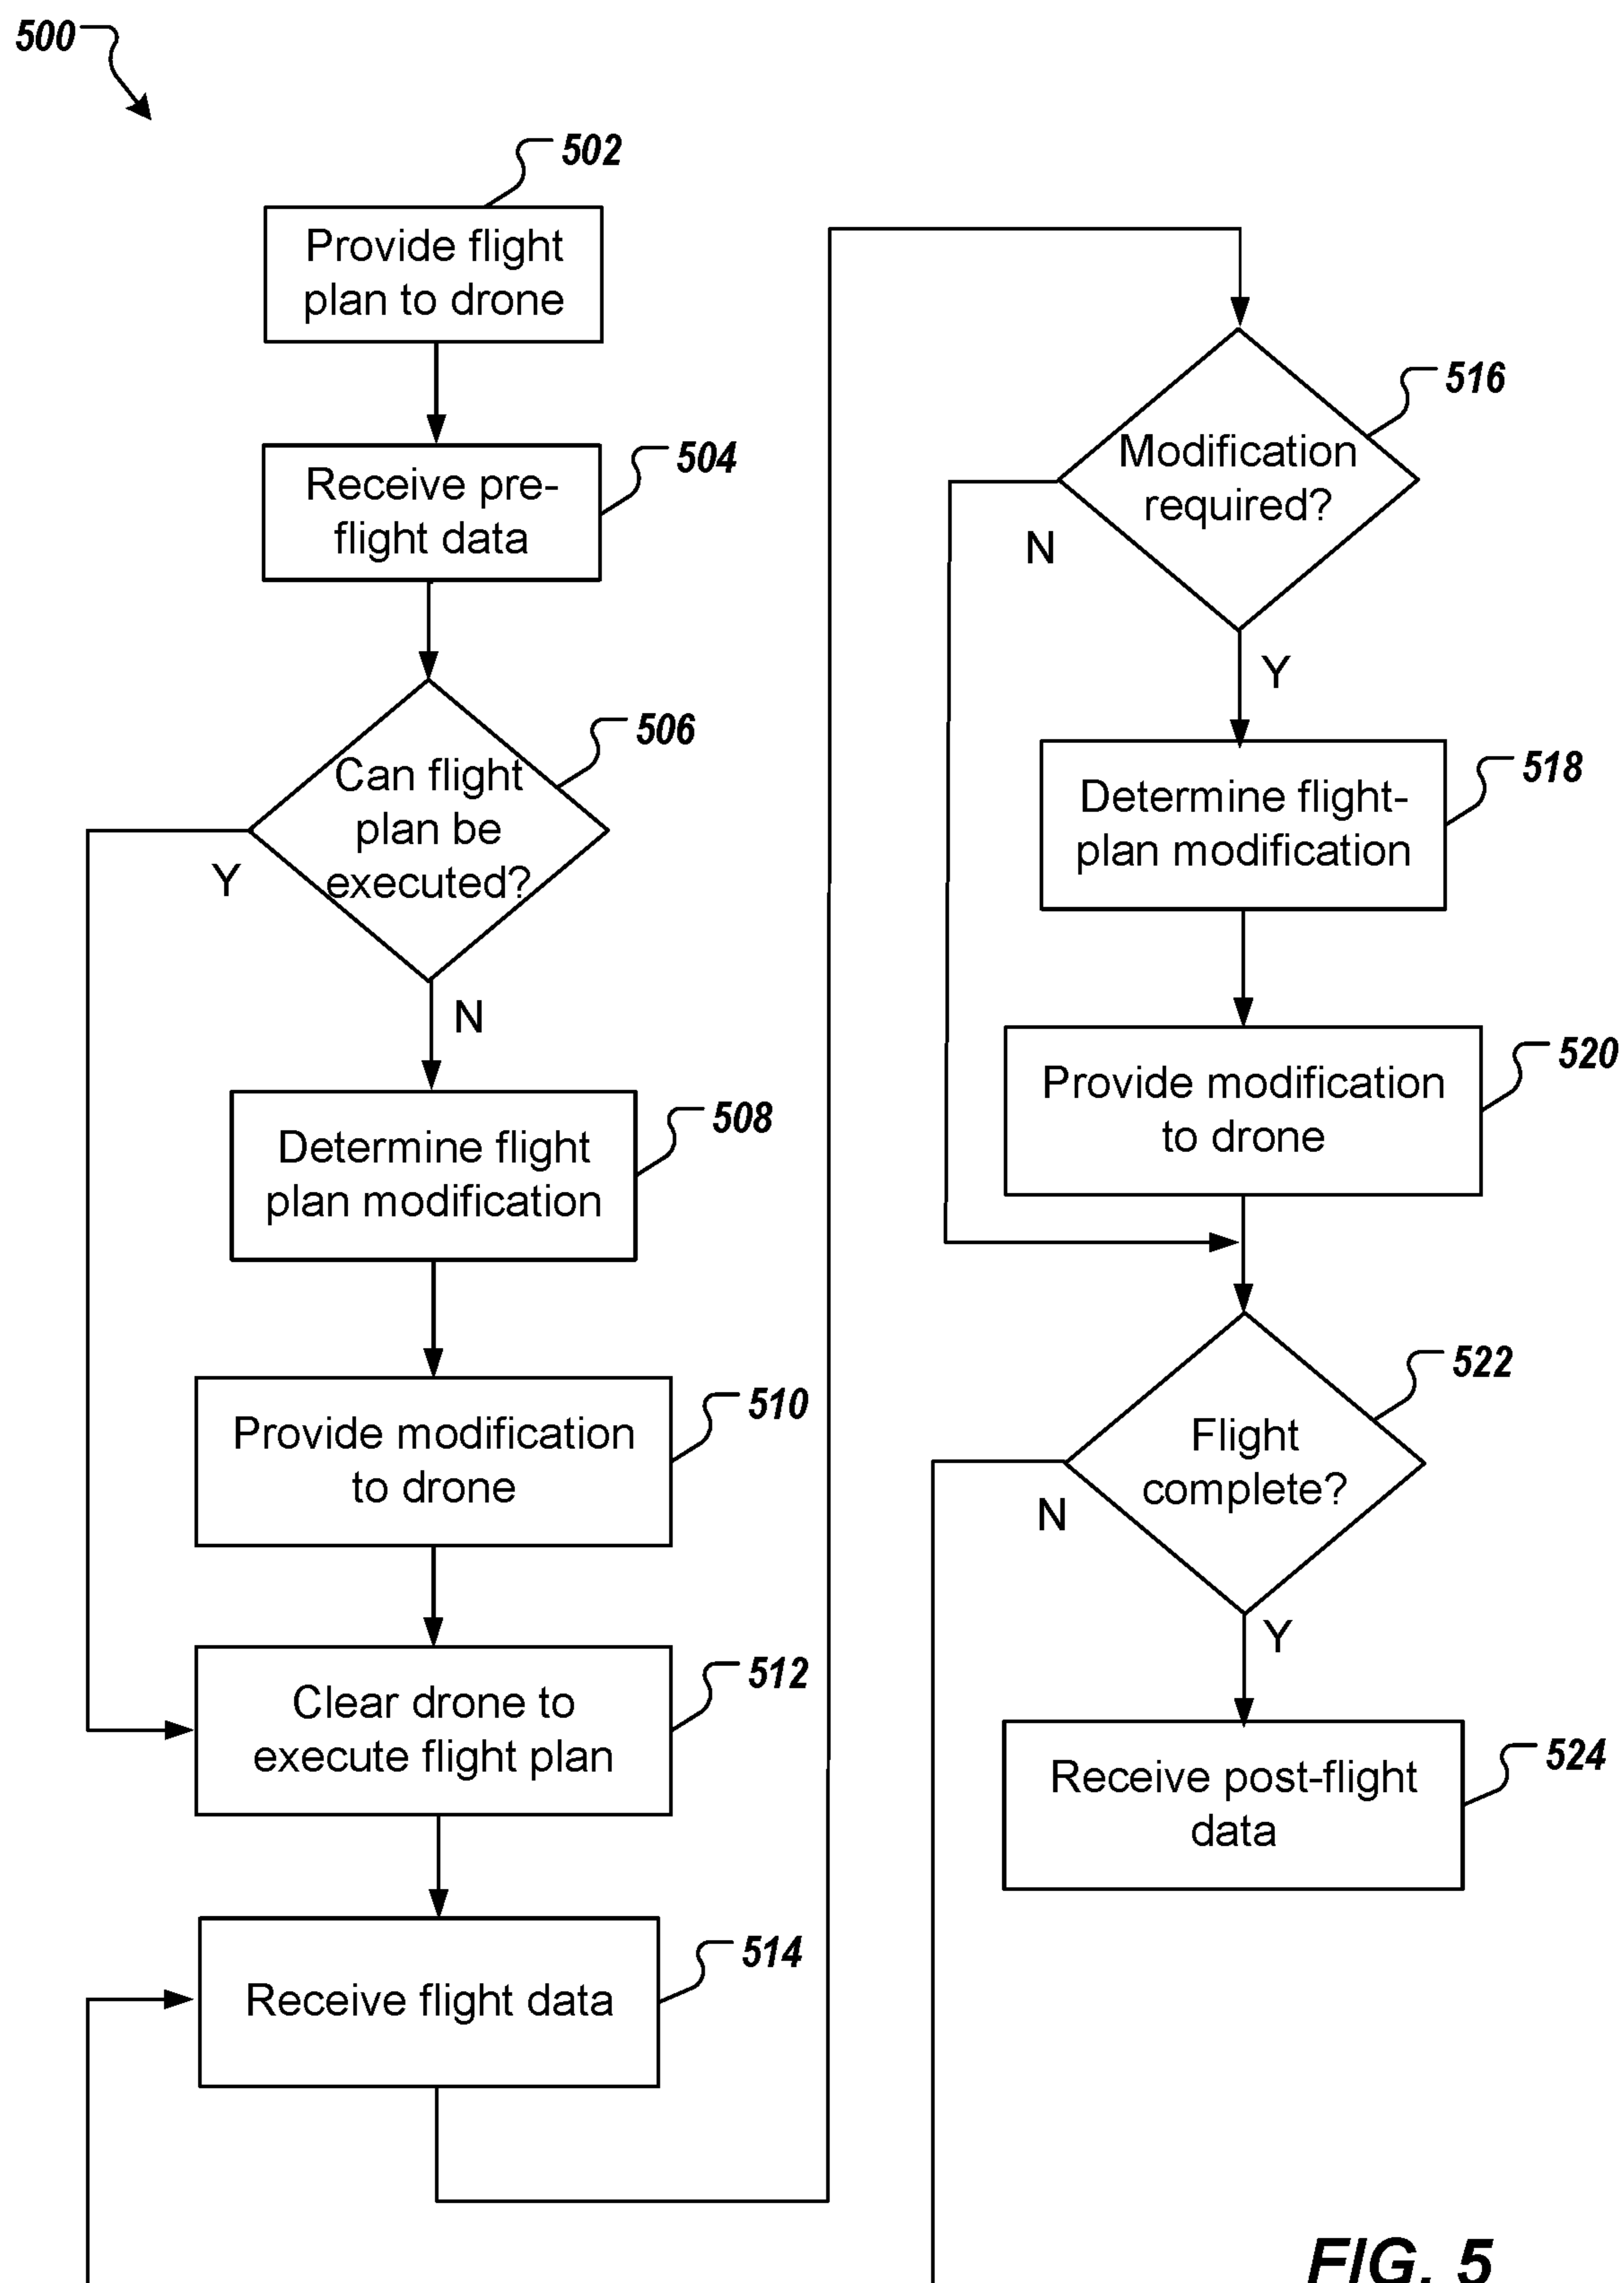 500
502
Provide flight
plan to drone
504
Receive pre-
flight data
506
Can flight
plan be
executed?
Y
N
508
Determine flight
plan modification
510
Provide modification
to drone
512
Clear drone to
execute flight plan
514
Receive flight data
516
Modification
required?
N
Y
518
Determine flight-
plan modification
520
Provide modification
to drone
522
Flight
complete?
N
Y
524
Receive post-flight
data
FIG. 5